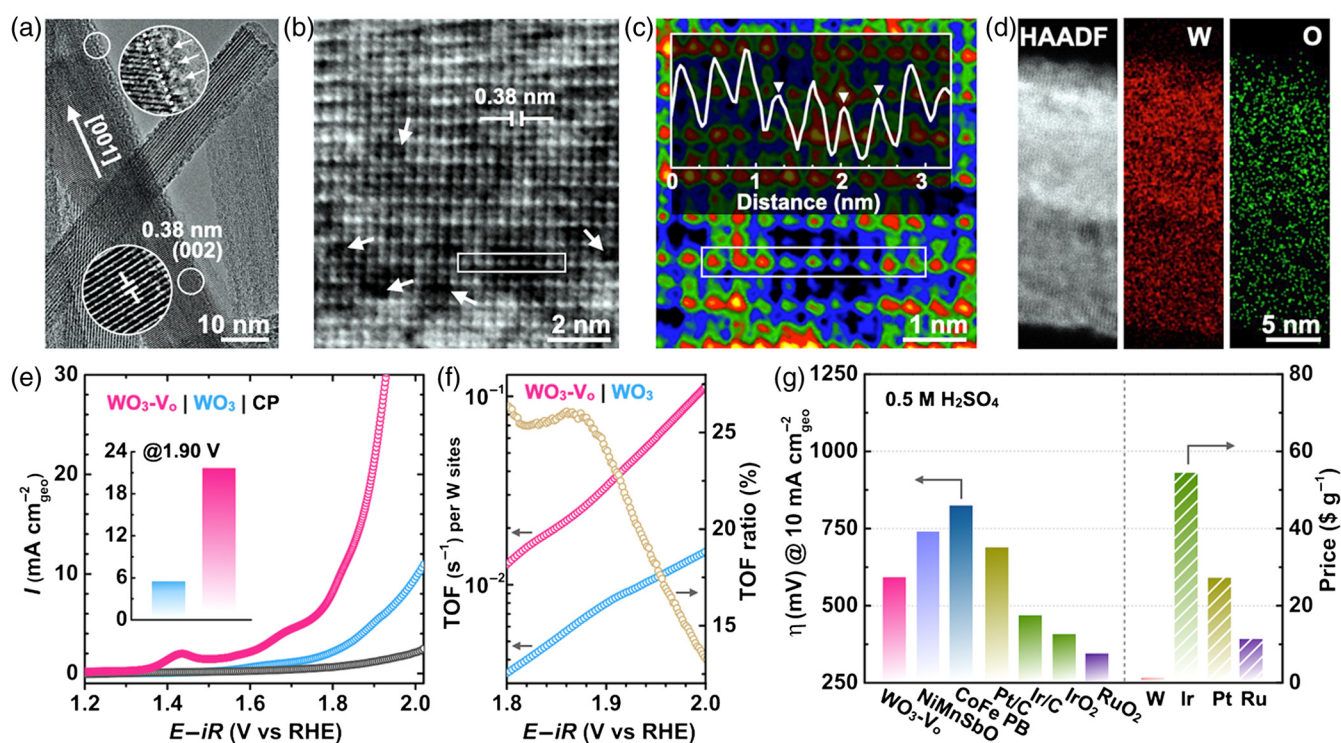 (a)
[001]
0.38 nm
(002)
10 nm
(b)
0.38 nm
2 nm
(c)
0 1 2 3
Distance (nm)
1 nm
(d)
HAADF W O
5 nm
(e)
30
20
10
0
I (mA cm⁻²geo)
WO₃-Vₒ | WO₃ | CP
@1.90 V
24
18
12
6
0
1.2 1.4 1.6 1.8 2.0
E–iR (V vs RHE)
(f)
WO₃-Vₒ | WO₃
10⁻¹
10⁻²
TOF (s⁻¹) per W sites
25
20
15
TOF ratio (%)
1.8 1.9 2.0
E–iR (V vs RHE)
(g)
0.5 M H₂SO₄
1250
1000
750
500
250
η (mV) @ 10 mA cm⁻²geo
80
60
40
20
0
Price ($ g⁻¹)
WO₃-Vₒ
NiMnSbO
CoFe PB
Pt/C
Ir/C
IrO₂
RuO₂
W Ir Pt Ru